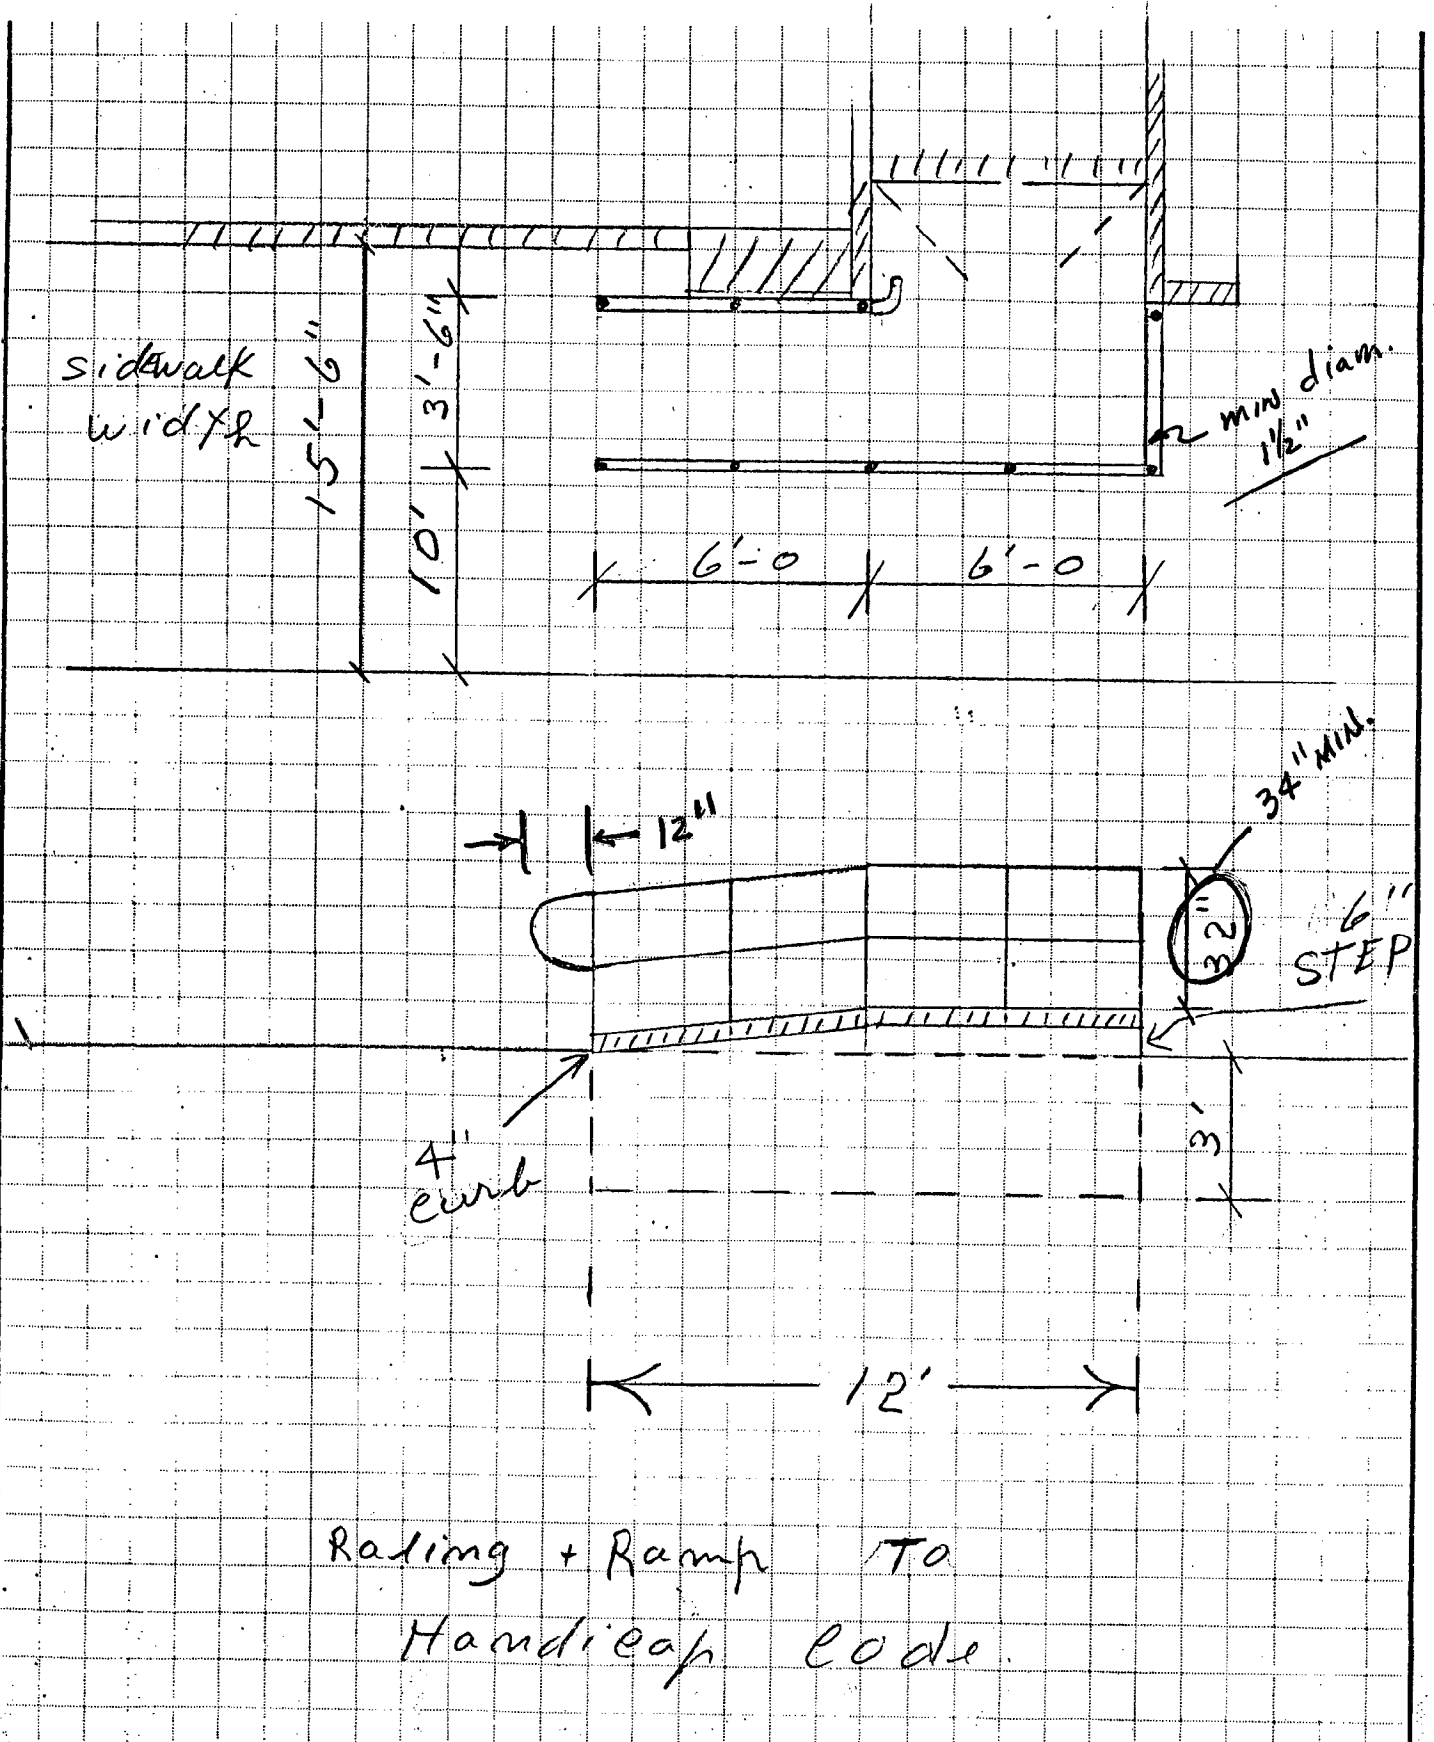 sidewalk
width
15'-6"
3'-6"
10'
min diam.
1½"
6'-0
6'-0
34" MIN.
12"
32"
6"
STEP
4"
curb
3'
12'
Raling + Ramp To
Handicap Code.